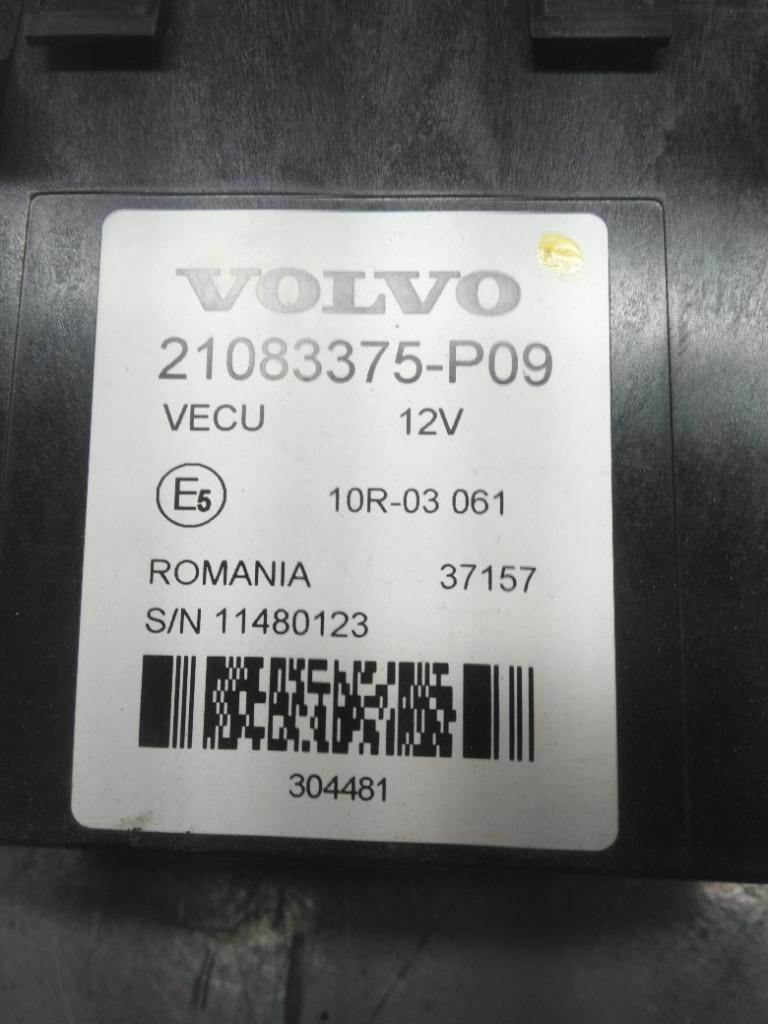 VOLVO
21083375-P09
VECU 12V
E5 10R-03 061
ROMANIA 37157
S/N 11480123
304481